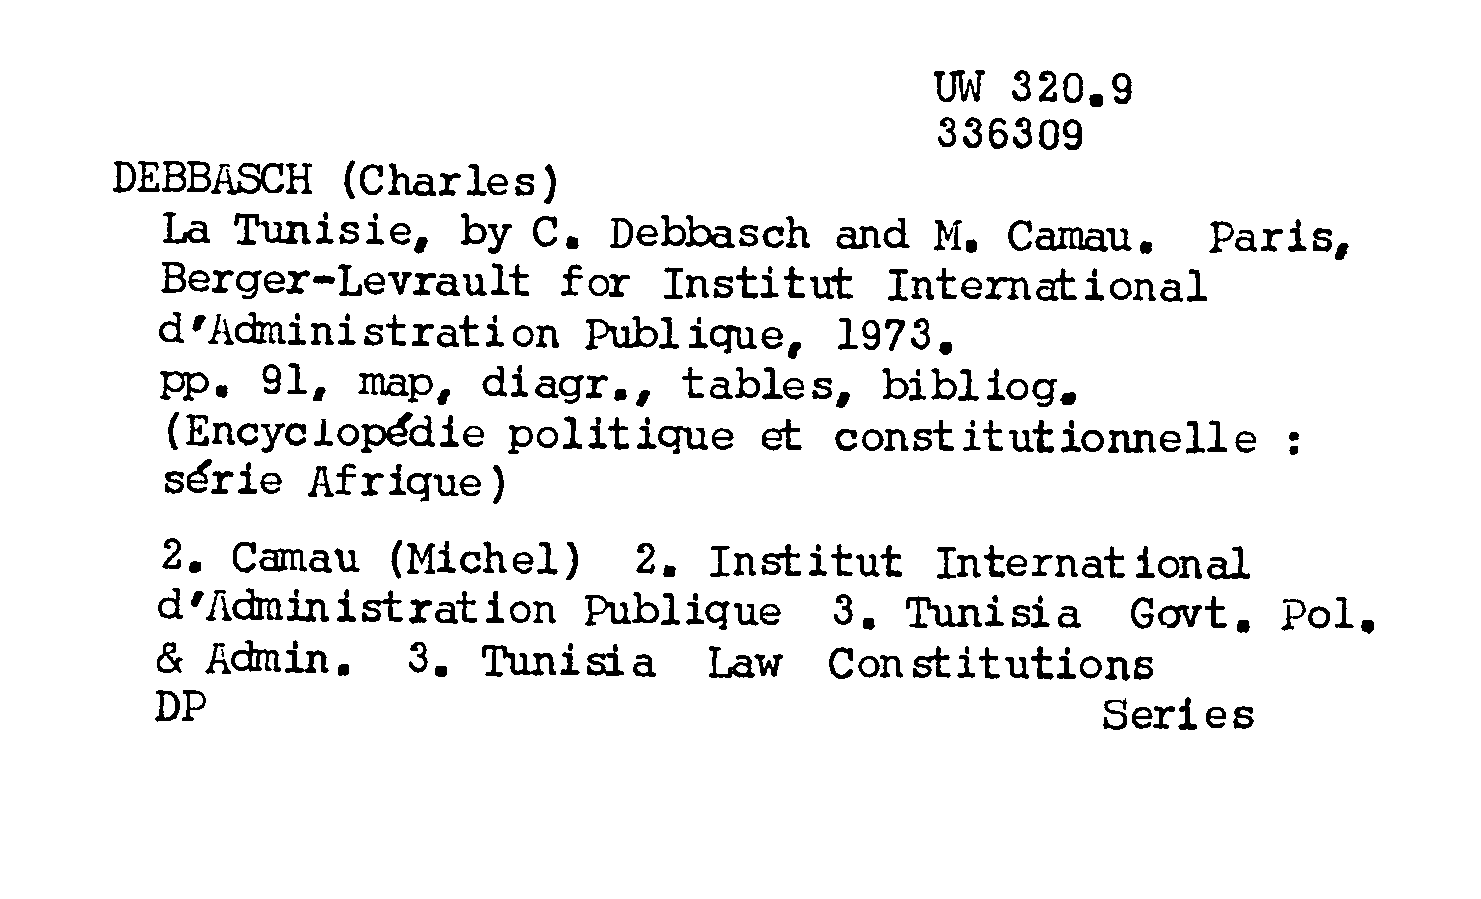 UW 320.9
336309
DEBBASCH (Charles)
La Tunisie, by C. Debbasch and M. Camau. Paris,
Berger-Levrault for Institut International
d'Administration Publique, 1973.
pp. 91, map, diagr., tables, bibliog.
(Encyclopédie politique et constitutionnelle :
série Afrique)
2. Camau (Michel) 2. Institut International
d'Administration Publique 3. Tunisia Govt. Pol.
& Admin. 3. Tunisia Law Constitutions
DP Series